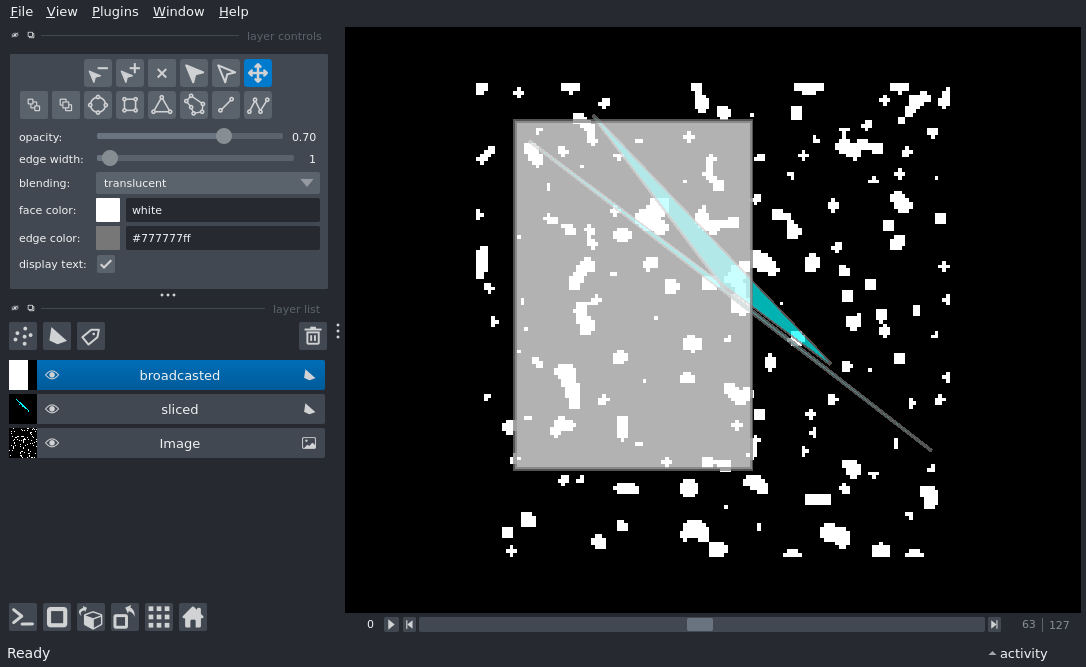 File View Plugins Window Help
layer controls
opacity: 0.70
edge width: 1
blending: translucent
face color: white
edge color: #777777ff
display text:
layer list
broadcasted
sliced
Image
0 63 127
Ready activity